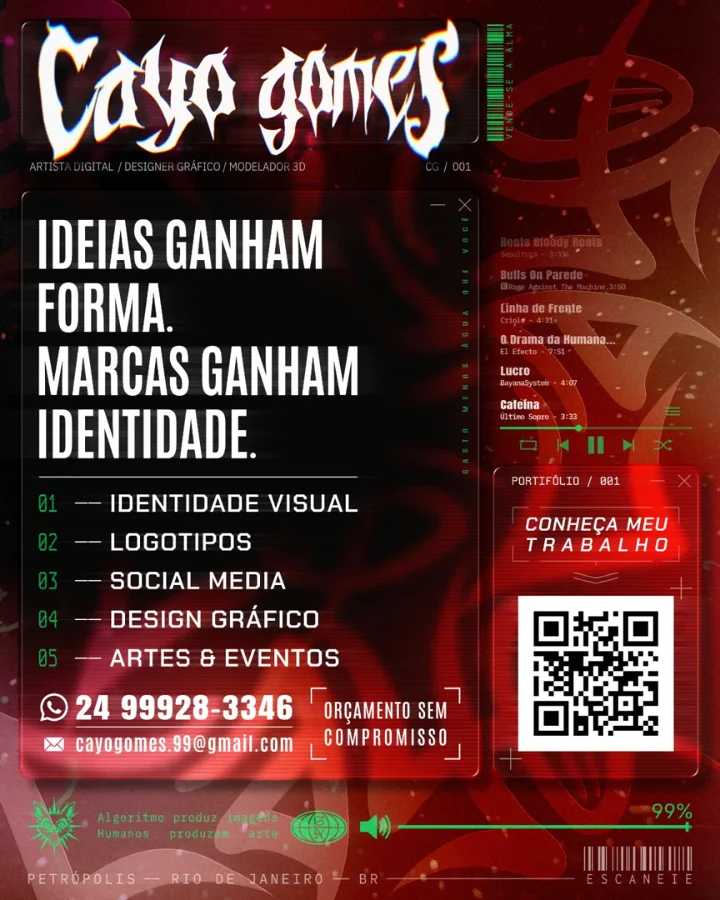 Cayo gomes
VENDE-SE A ALMA
ARTISTA DIGITAL / DESIGNER GRÁFICO / MODELADOR 3D
CG / 001
IDEIAS GANHAM
FORMA.
MARCAS GANHAM
IDENTIDADE.
GASTO MENOS ÁGUA QUE VOCÊ
01 — IDENTIDADE VISUAL
02 — LOGOTIPOS
03 — SOCIAL MEDIA
04 — DESIGN GRÁFICO
05 — ARTES & EVENTOS
24 99928-3346
cayogomes.99@gmail.com
ORÇAMENTO SEM
COMPROMISSO
Roots Bloody Roots
Sepultura -
Bulls On Parede
Rage Against The Machine.3:50
Linha de Frente
Criolo - 4:31
O Drama da Humana...
El Efecto - 7:51
Lucro
BayanaSystem - 4:07
Cafeína
Último Sopro - 3:33
PORTIFÓLIO / 001
CONHEÇA MEU
TRABALHO
Algoritmo produz imagens
Humanos produzem arte
99%
PETRÓPOLIS — RIO DE JANEIRO — BR
ESCANEIE